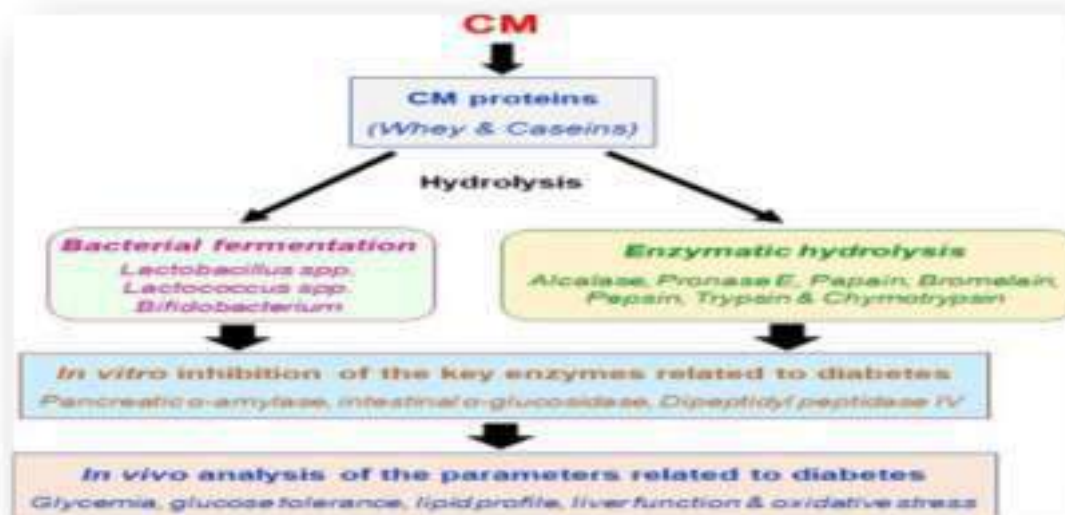 CM
CM proteins
(Whey & Caseins)
Hydrolysis
Bacterial fermentation
Lactobacillus spp.
Lactococcus spp.
Bifidobacterium
Enzymatic hydrolysis
Alcalase, Pronase E, Papain, Bromelain,
Pepsin, Trypsin & Chymotrypsin
In vitro inhibition of the key enzymes related to diabetes
Pancreatic α-amylase, intestinal α-glucosidase, Dipeptidyl peptidase IV
In vivo analysis of the parameters related to diabetes
Glycemia, glucose tolerance, lipid profile, liver function & oxidative stress